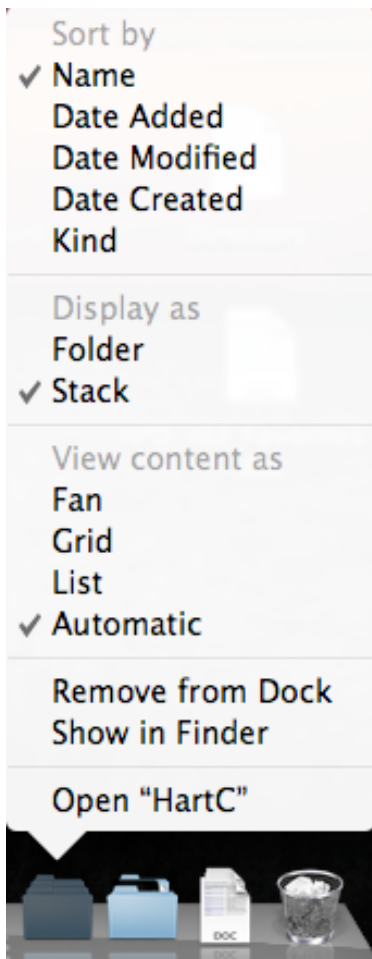 Sort by
✓ Name
Date Added
Date Modified
Date Created
Kind
Display as
Folder
✓ Stack
View content as
Fan
Grid
List
✓ Automatic
Remove from Dock
Show in Finder
Open “HartC”
DOC